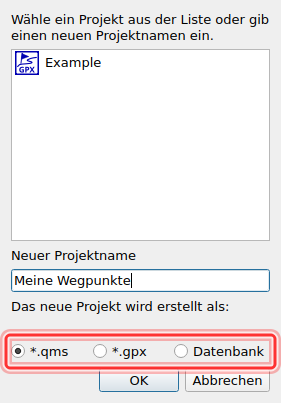 Wähle ein Projekt aus der Liste oder gib
einen neuen Projektnamen ein.
GPX
Example
Neuer Projektname
Meine Wegpunkte
Das neue Projekt wird erstellt als:
*.qms *.gpx Datenbank
OK Abbrechen